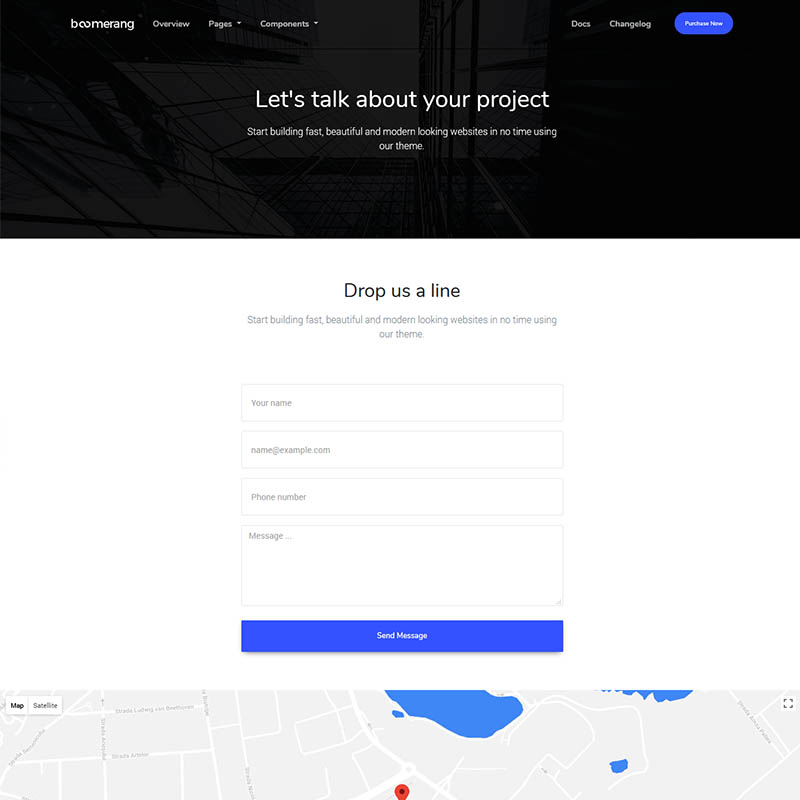 boomerang Overview Pages Components Docs Changelog Purchase Now
Let's talk about your project
Start building fast, beautiful and modern looking websites in no time using
our theme.
Drop us a line
Start building fast, beautiful and modern looking websites in no time using
our theme.
Your name
name@example.com
Phone number
Message ...
Send Message
Map Satellite
Strada Ludwig van Beethoven
Strada Artelor